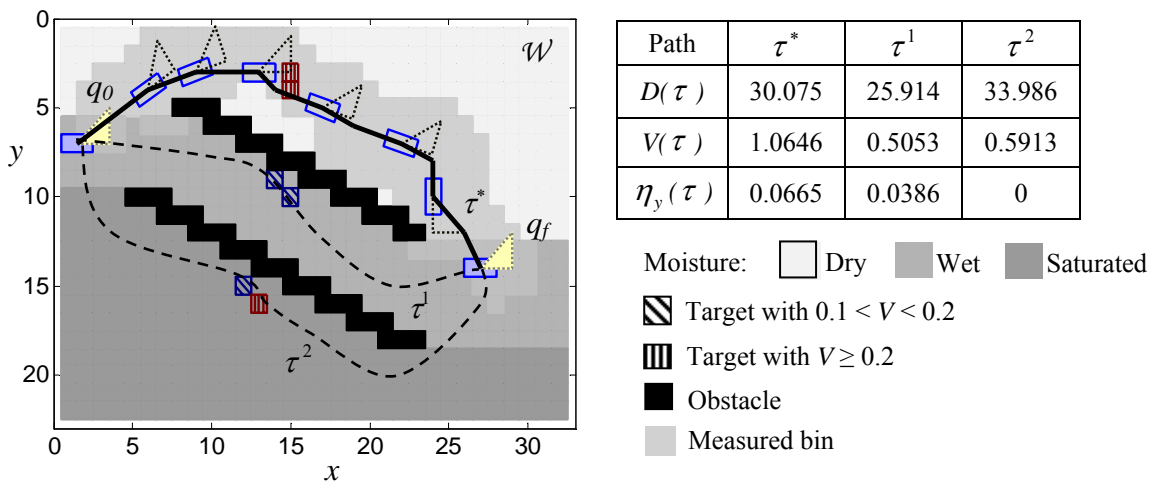 0
5
10
15
20
y
0 5 10 15 20 25 30
x
𝒲
q₀
q_f
τ*
τ¹
τ²
Path τ* τ¹ τ²
D(τ) 30.075 25.914 33.986
V(τ) 1.0646 0.5053 0.5913
η_y(τ) 0.0665 0.0386 0
Moisture: Dry Wet Saturated
Target with 0.1 < V < 0.2
Target with V ≥ 0.2
Obstacle
Measured bin